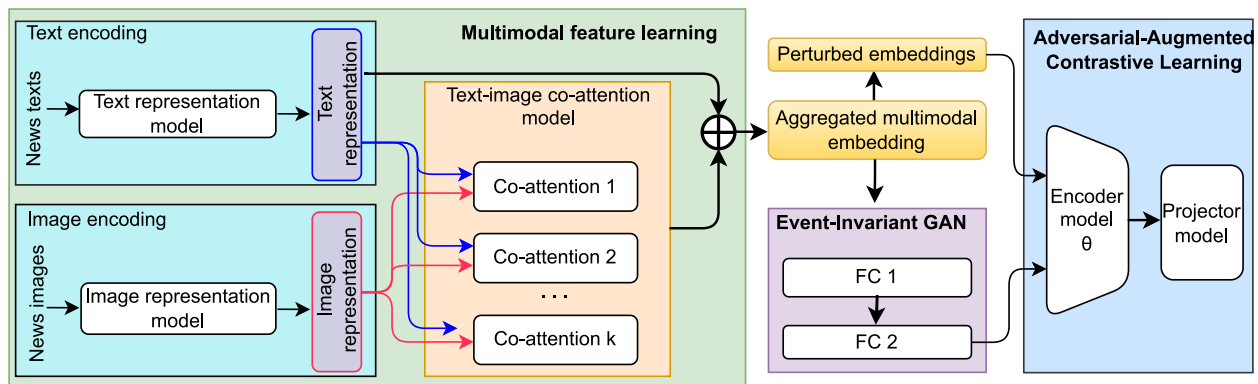 Text encoding
News texts
Text representation
model
Text
representation
Image encoding
News images
Image representation
model
Image
representation
Multimodal feature learning
Text-image co-attention
model
Co-attention 1
Co-attention 2
...
Co-attention k
Perturbed embeddings
Aggregated multimodal
embedding
Event-Invariant GAN
FC 1
FC 2
Adversarial-Augmented
Contrastive Learning
Encoder
model
θ
Projector
model